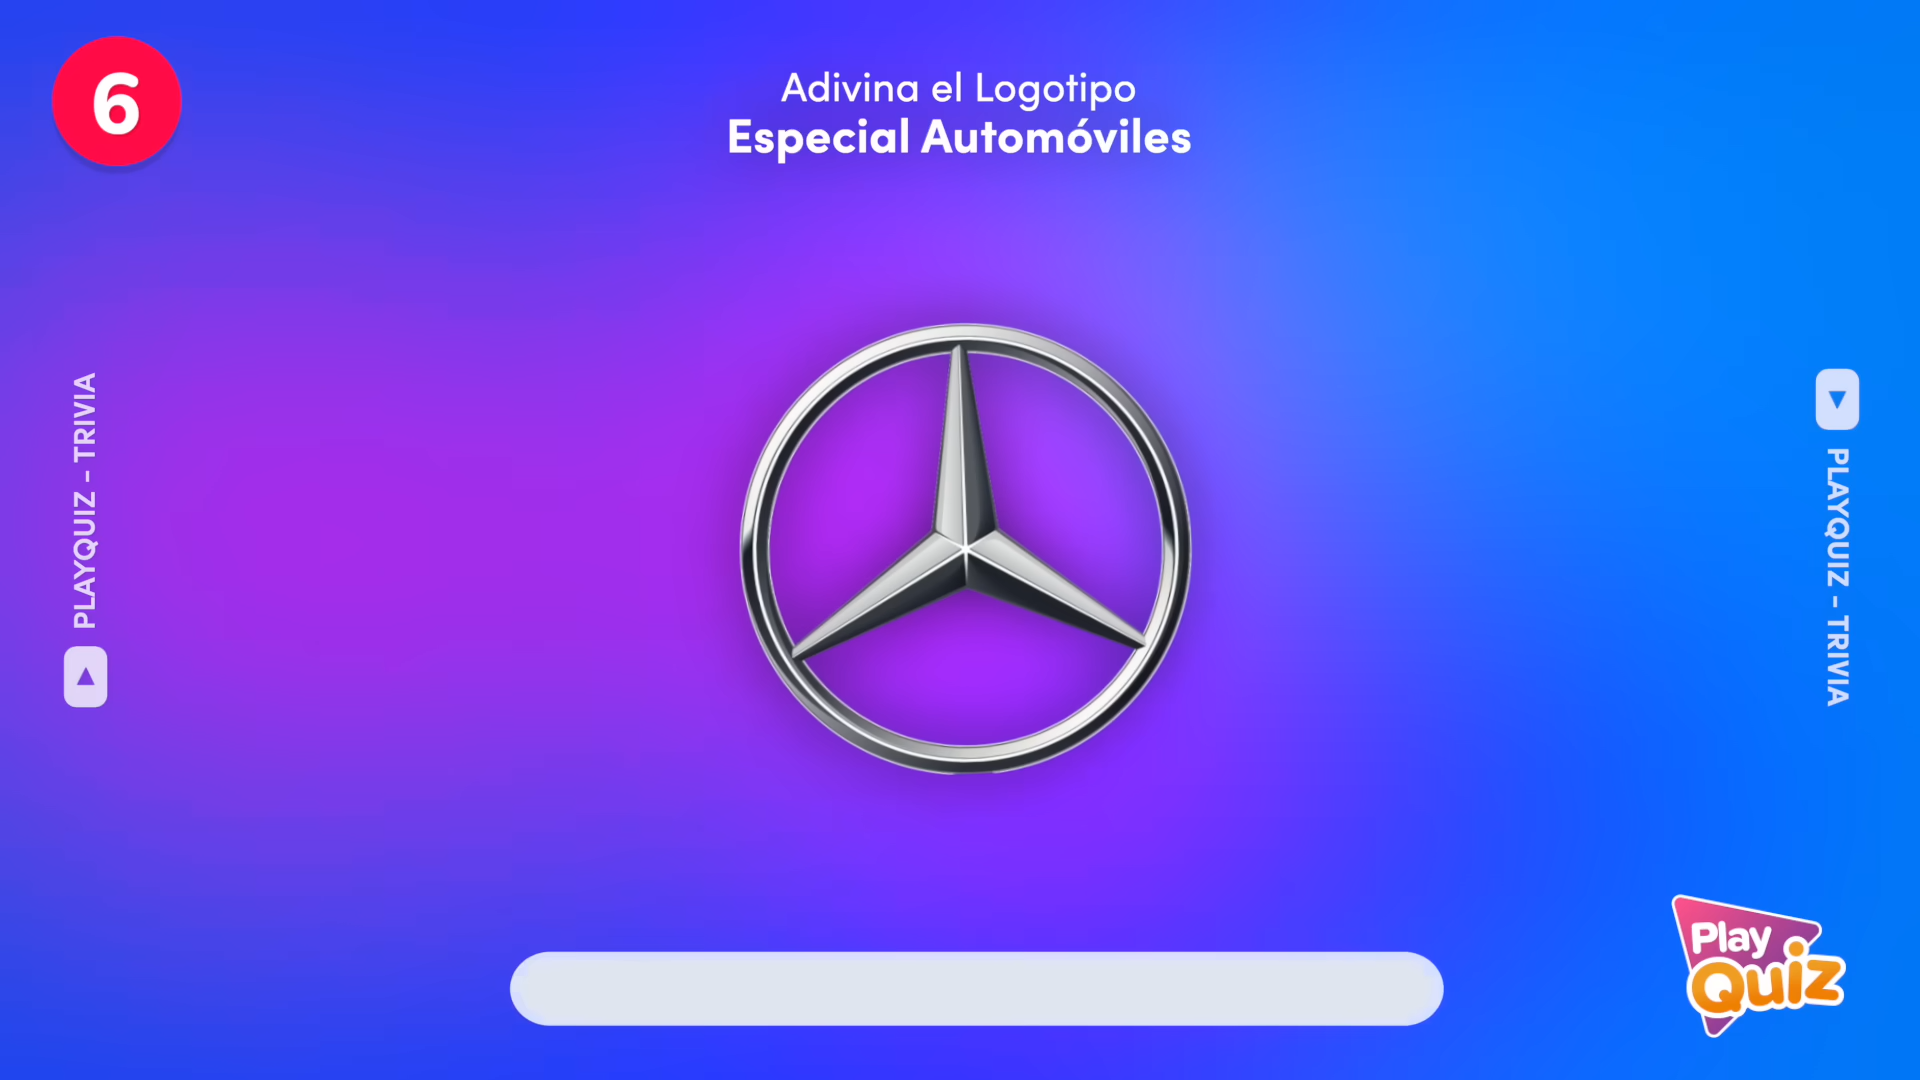 6
Adivina el Logotipo
Especial Automóviles
PLAYQUIZ - TRIVIA
PLAYQUIZ - TRIVIA
Play
Quiz